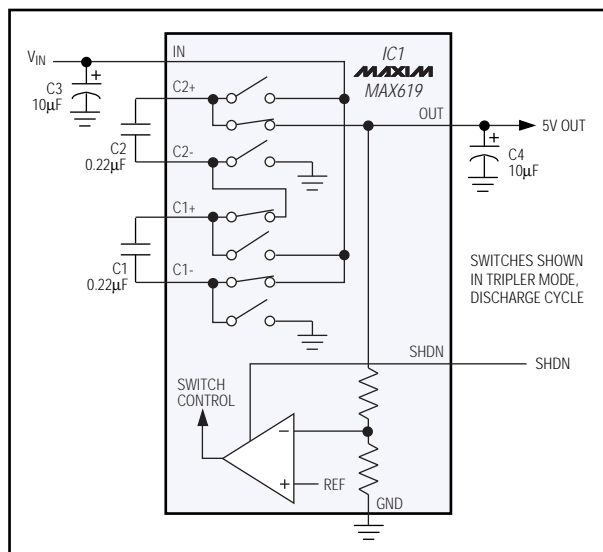 IC1
MAXIM
MAX619
VIN
IN
C3
10µF
C2+
OUT
5V OUT
C2
0.22µF
C2-
C4
10µF
C1+
C1
0.22µF
C1-
SWITCHES SHOWN
IN TRIPLER MODE,
DISCHARGE CYCLE
SHDN
SHDN
SWITCH
CONTROL
REF
GND
+
+
−
+